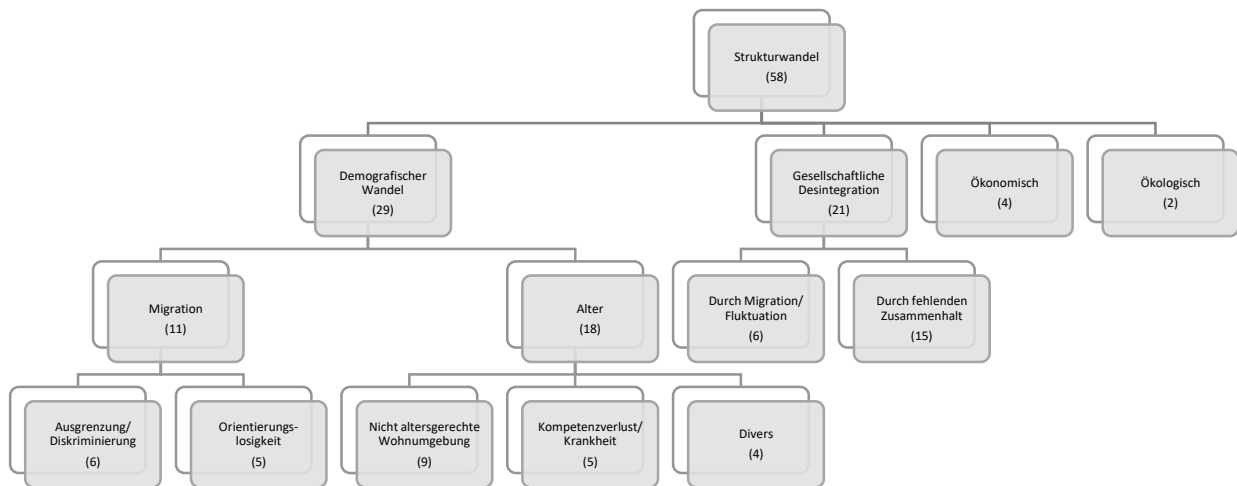 Strukturwandel
(58)
Demografischer
Wandel
(29)
Gesellschaftliche
Desintegration
(21)
Ökonomisch
(4)
Ökologisch
(2)
Migration
(11)
Alter
(18)
Durch Migration/
Fluktuation
(6)
Durch fehlenden
Zusammenhalt
(15)
Ausgrenzung/
Diskriminierung
(6)
Orientierungs-
losigkeit
(5)
Nicht altersgerechte
Wohnumgebung
(9)
Kompetenzverlust/
Krankheit
(5)
Divers
(4)